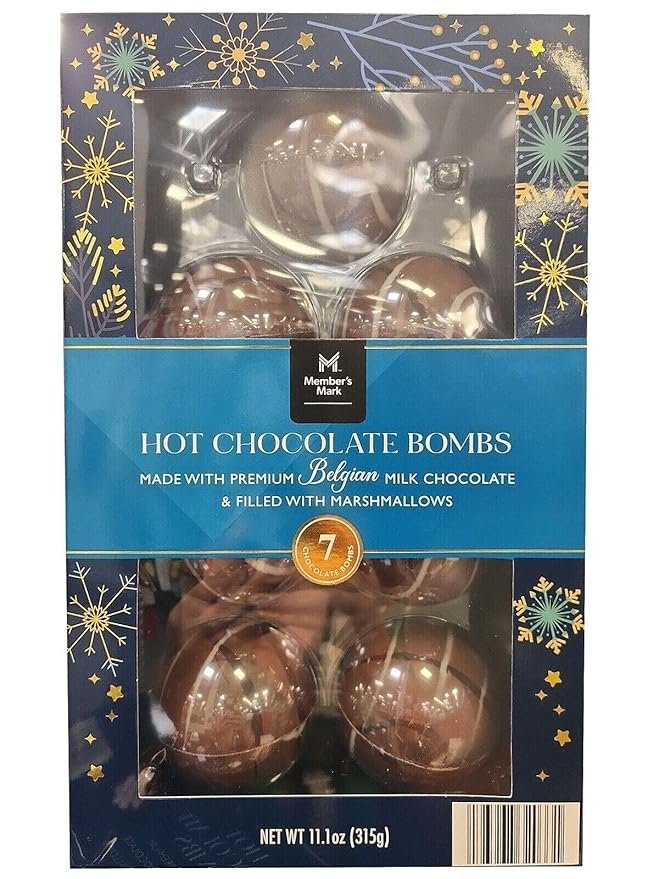 Member's
Mark
HOT CHOCOLATE BOMBS
MADE WITH PREMIUM Belgian MILK CHOCOLATE
& FILLED WITH MARSHMALLOWS
7
CHOCOLATE BOMBS
NET WT 11.1oz (315g)